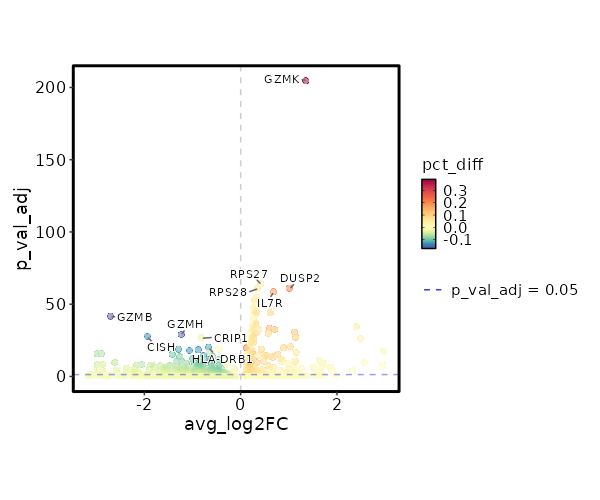 200
150
100
50
0
-2
0
2
avg_log2FC
p_val_adj
GZMK
RPS27
RPS28
DUSP2
IL7R
GZMB
GZMH
CISH
CRIP1
HLA-DRB1
pct_diff
0.3
0.2
0.1
0.0
-0.1
p_val_adj = 0.05